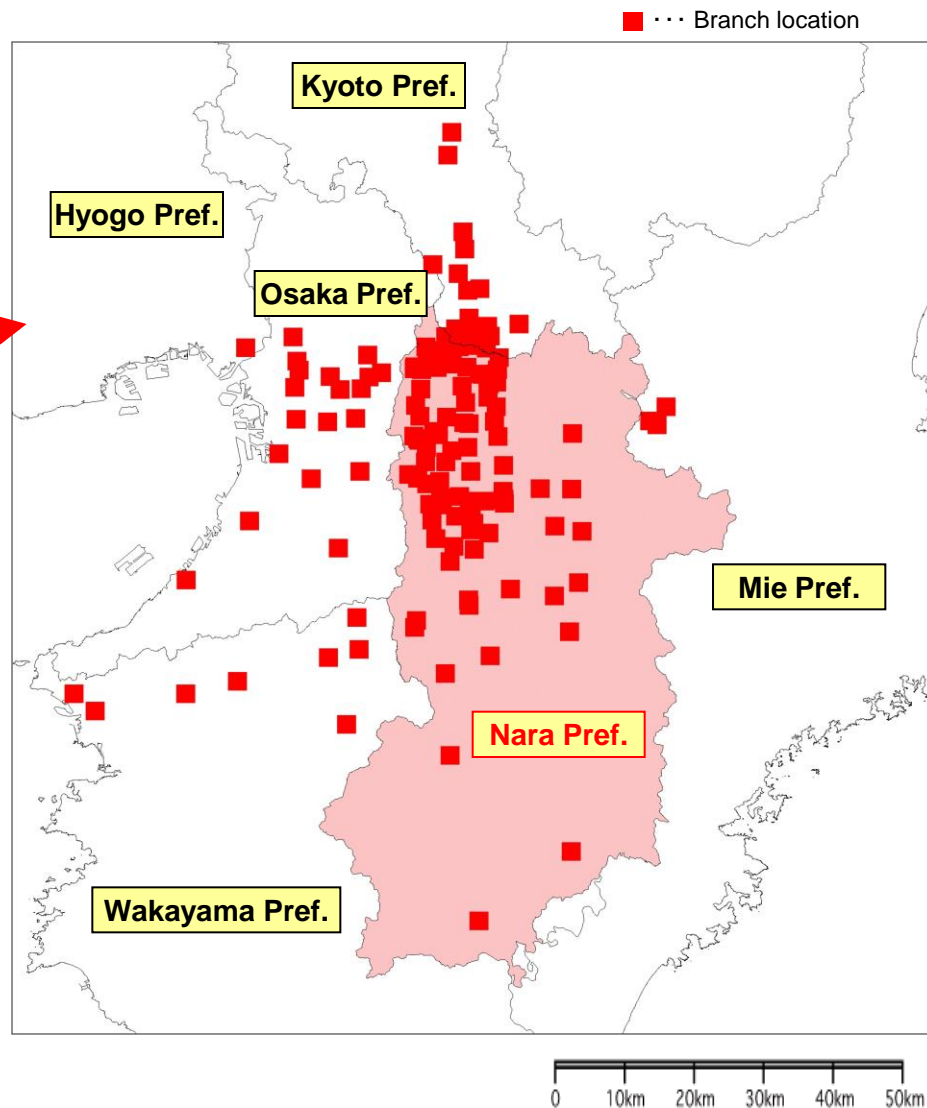 ··· Branch location
Kyoto Pref.
Hyogo Pref.
Osaka Pref.
Mie Pref.
Nara Pref.
Wakayama Pref.
0 10km 20km 30km 40km 50km